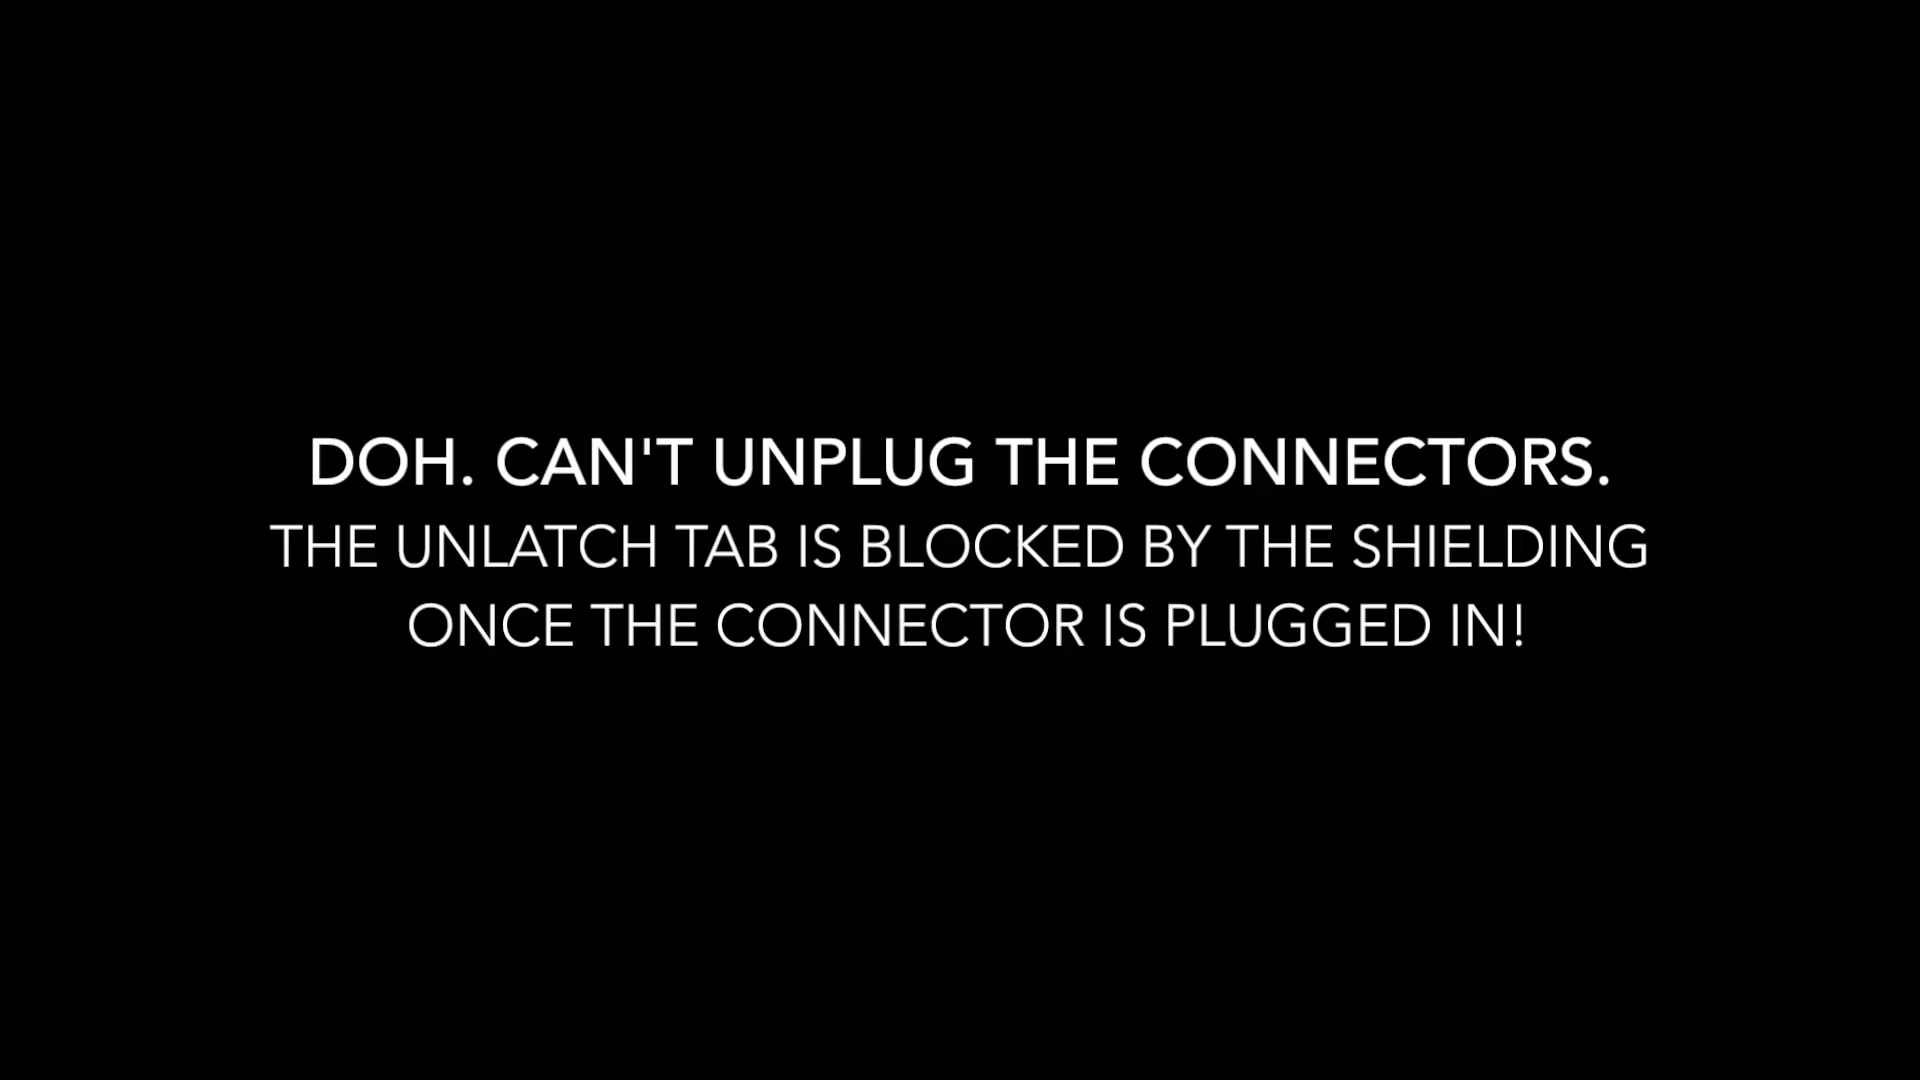 DOH. CAN'T UNPLUG THE CONNECTORS.
THE UNLATCH TAB IS BLOCKED BY THE SHIELDING
ONCE THE CONNECTOR IS PLUGGED IN!